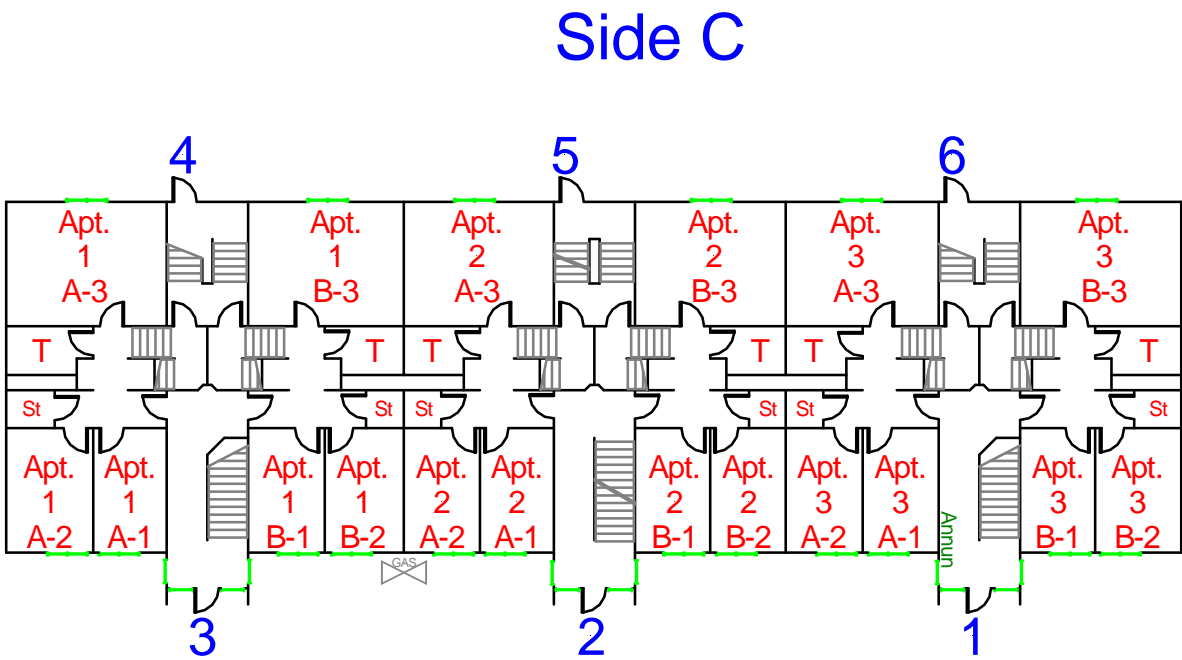 Side C
4 5 6
Apt. Apt. Apt. Apt. Apt. Apt.
1 1 2 2 3 3
A-3 B-3 A-3 B-3 A-3 B-3
T T T T T T
St St St St St St
Apt. Apt. Apt. Apt. Apt. Apt. Apt. Apt. Apt. Apt. Apt. Apt.
1 1 1 1 2 2 2 2 3 3 3 3
A-2 A-1 B-1 B-2 A-2 A-1 B-1 B-2 A-2 A-1 B-1 B-2
Annun
GAS
3 2 1